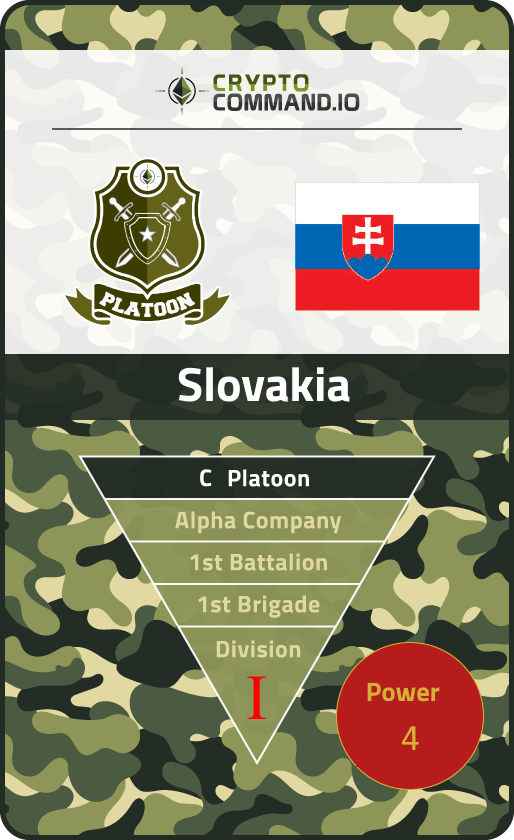 CRYPTO
COMMAND.IO
PLATOON
Slovakia
C Platoon
Alpha Company
1st Battalion
1st Brigade
Division
I
Power
4